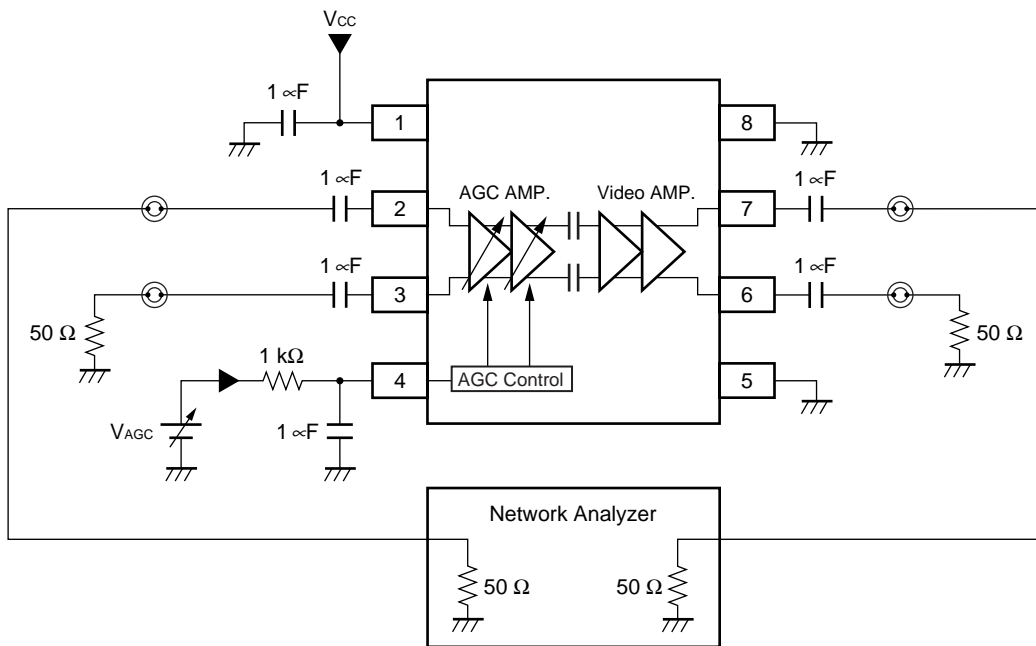 VCC
1 ∝F
1
8
1 ∝F
2
AGC AMP.
Video AMP.
7
1 ∝F
1 ∝F
3
6
1 ∝F
50 Ω
50 Ω
1 kΩ
4
AGC Control
5
VAGC
1 ∝F
Network Analyzer
50 Ω
50 Ω